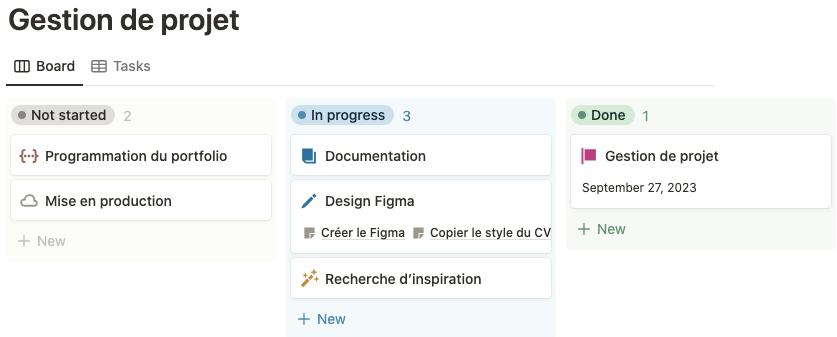 Gestion de projet
Board Tasks
Not started 2
Programmation du portfolio
Mise en production
+ New
In progress 3
Documentation
Design Figma
Créer le Figma Copier le style du CV
Recherche d’inspiration
+ New
Done 1
Gestion de projet
September 27, 2023
+ New